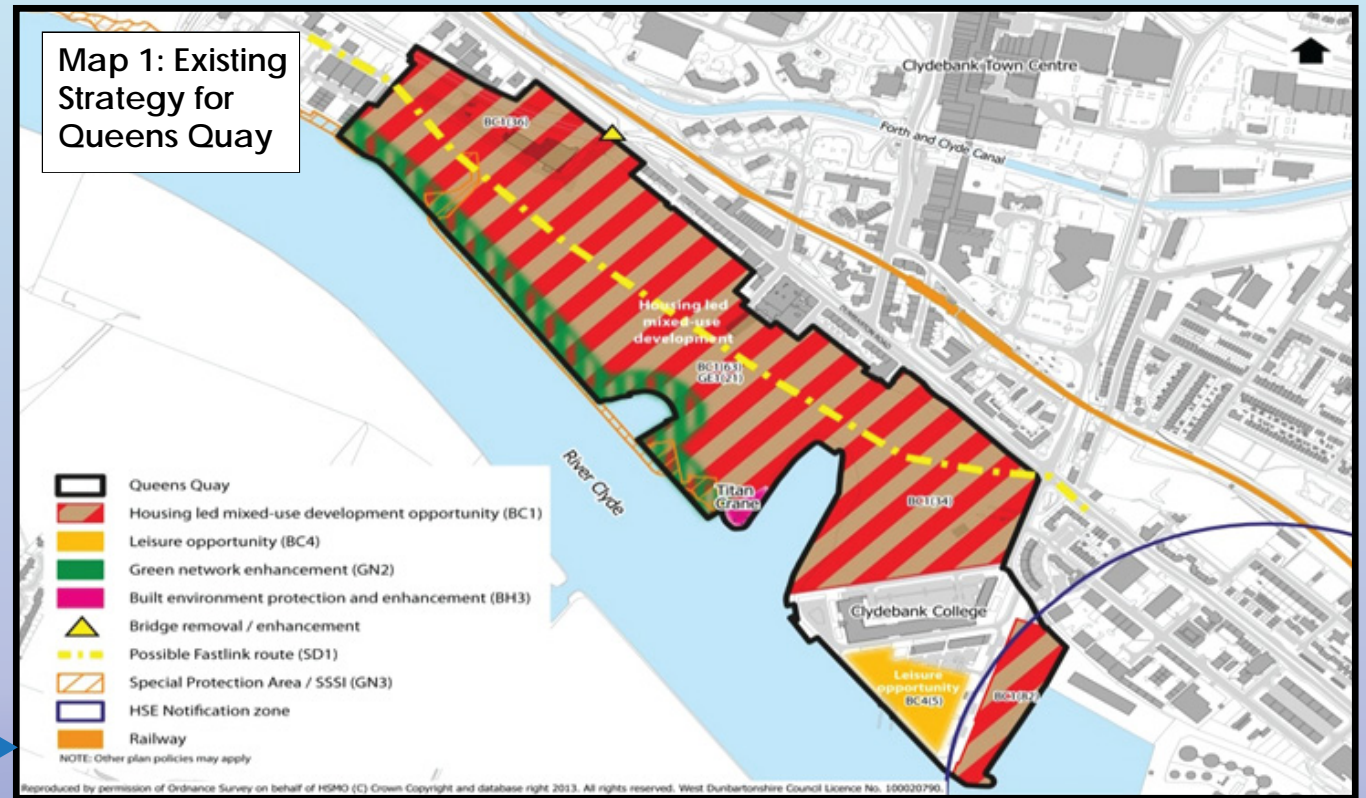 Map 1: Existing
Strategy for
Queens Quay
Clydebank Town Centre
Forth and Clyde Canal
BC1(36)
Housing led
mixed-use
development
BC1(63)
GE1(21)
River Clyde
Titan
Crane
BC1(34)
Clydebank College
Leisure
opportunity
BC4(5)
BC1(82)
Queens Quay
Housing led mixed-use development opportunity (BC1)
Leisure opportunity (BC4)
Green network enhancement (GN2)
Built environment protection and enhancement (BH3)
Bridge removal / enhancement
Possible Fastlink route (SD1)
Special Protection Area / SSSI (GN3)
HSE Notification zone
Railway
NOTE: Other plan policies may apply
Reproduced by permission of Ordnance Survey on behalf of HSMO (C) Crown Copyright and database right 2013. All rights reserved. West Dunbartonshire Council Licence No. 100020790.